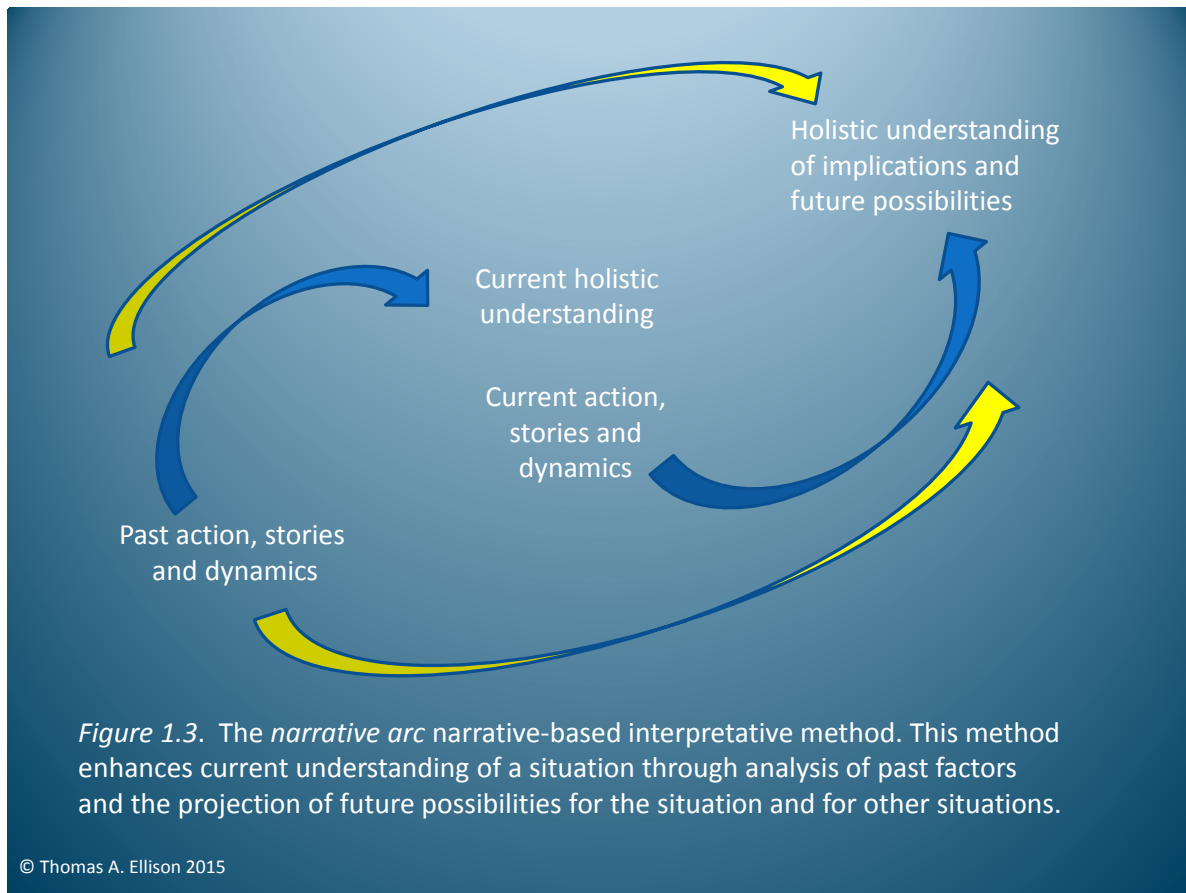 Holistic understanding
of implications and
future possibilities
Current holistic
understanding
Current action,
stories and
dynamics
Past action, stories
and dynamics
Figure 1.3.  The narrative arc narrative-based interpretative method. This method
enhances current understanding of a situation through analysis of past factors
and the projection of future possibilities for the situation and for other situations.
© Thomas A. Ellison 2015